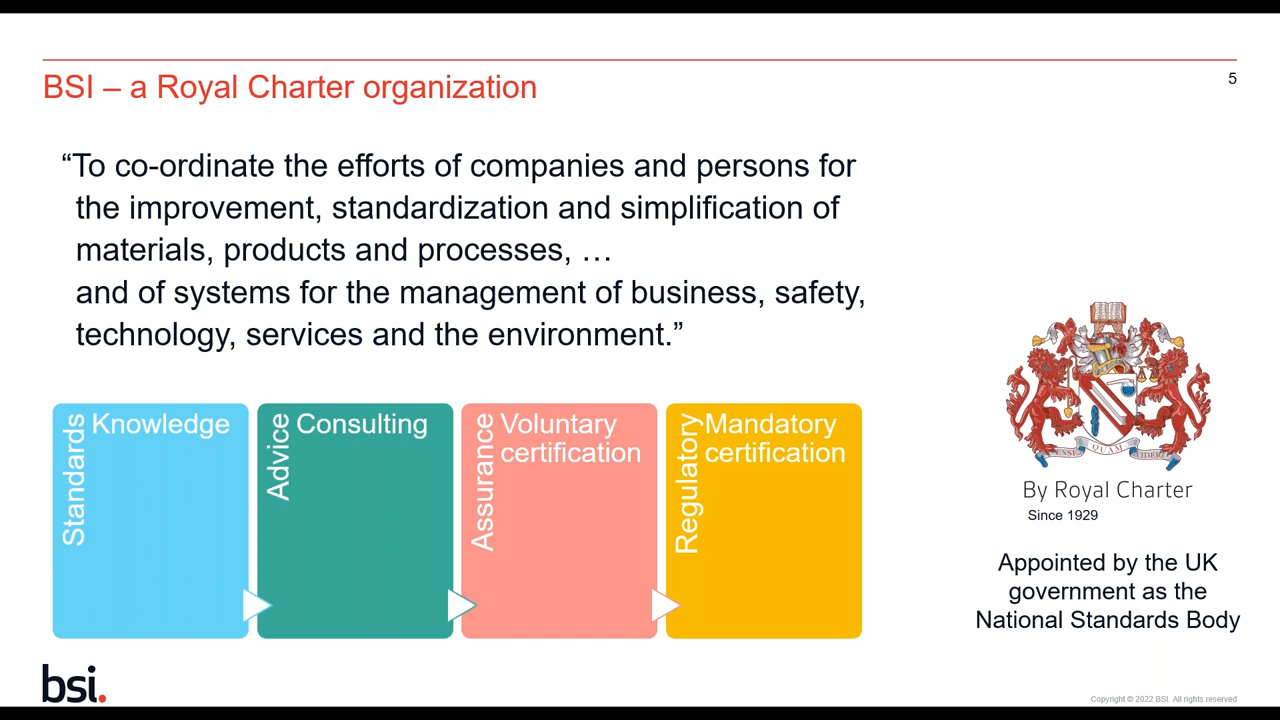 BSI – a Royal Charter organization
5
“To co-ordinate the efforts of companies and persons for
the improvement, standardization and simplification of
materials, products and processes, …
and of systems for the management of business, safety,
technology, services and the environment.”
Standards
Knowledge
Advice
Consulting
Assurance
Voluntary
certification
Regulatory
Mandatory
certification
ESSE QUAM VIDERI
By Royal Charter
Since 1929
Appointed by the UK
government as the
National Standards Body
bsi.
Copyright © 2022 BSI. All rights reserved